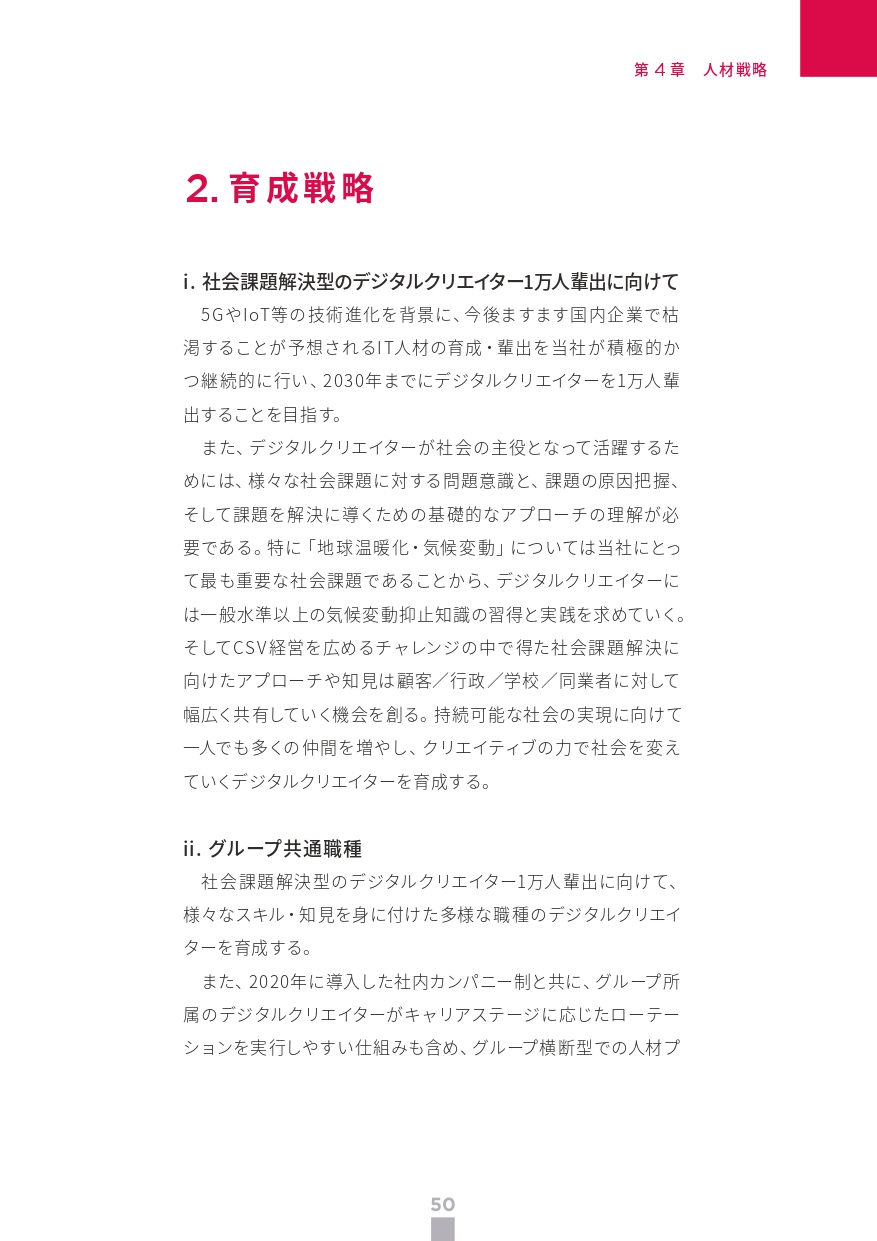 第4章　人材戦略
2. 育成戦略
i. 社会課題解決型のデジタルクリエイター1万人輩出に向けて
　5GやIoT等の技術進化を背景に、今後ますます国内企業で枯
渇することが予想されるIT人材の育成・輩出を当社が積極的か
つ継続的に行い、2030年までにデジタルクリエイターを1万人輩
出することを目指す。
　また、デジタルクリエイターが社会の主役となって活躍するた
めには、様々な社会課題に対する問題意識と、課題の原因把握、
そして課題を解決に導くための基礎的なアプローチの理解が必
要である。特に「地球温暖化・気候変動」については当社にとっ
て最も重要な社会課題であることから、デジタルクリエイターに
は一般水準以上の気候変動抑止知識の習得と実践を求めていく。
そしてCSV経営を広めるチャレンジの中で得た社会課題解決に
向けたアプローチや知見は顧客／行政／学校／同業者に対して
幅広く共有していく機会を創る。持続可能な社会の実現に向けて
一人でも多くの仲間を増やし、クリエイティブの力で社会を変え
ていくデジタルクリエイターを育成する。
ii. グループ共通職種
　社会課題解決型のデジタルクリエイター1万人輩出に向けて、
様々なスキル・知見を身に付けた多様な職種のデジタルクリエイ
ターを育成する。
　また、2020年に導入した社内カンパニー制と共に、グループ所
属のデジタルクリエイターがキャリアステージに応じたローテー
ションを実行しやすい仕組みも含め、グループ横断型での人材プ
50